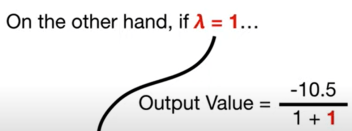 On the other hand, if λ = 1...
Output Value = -10.5 / 1 + 1